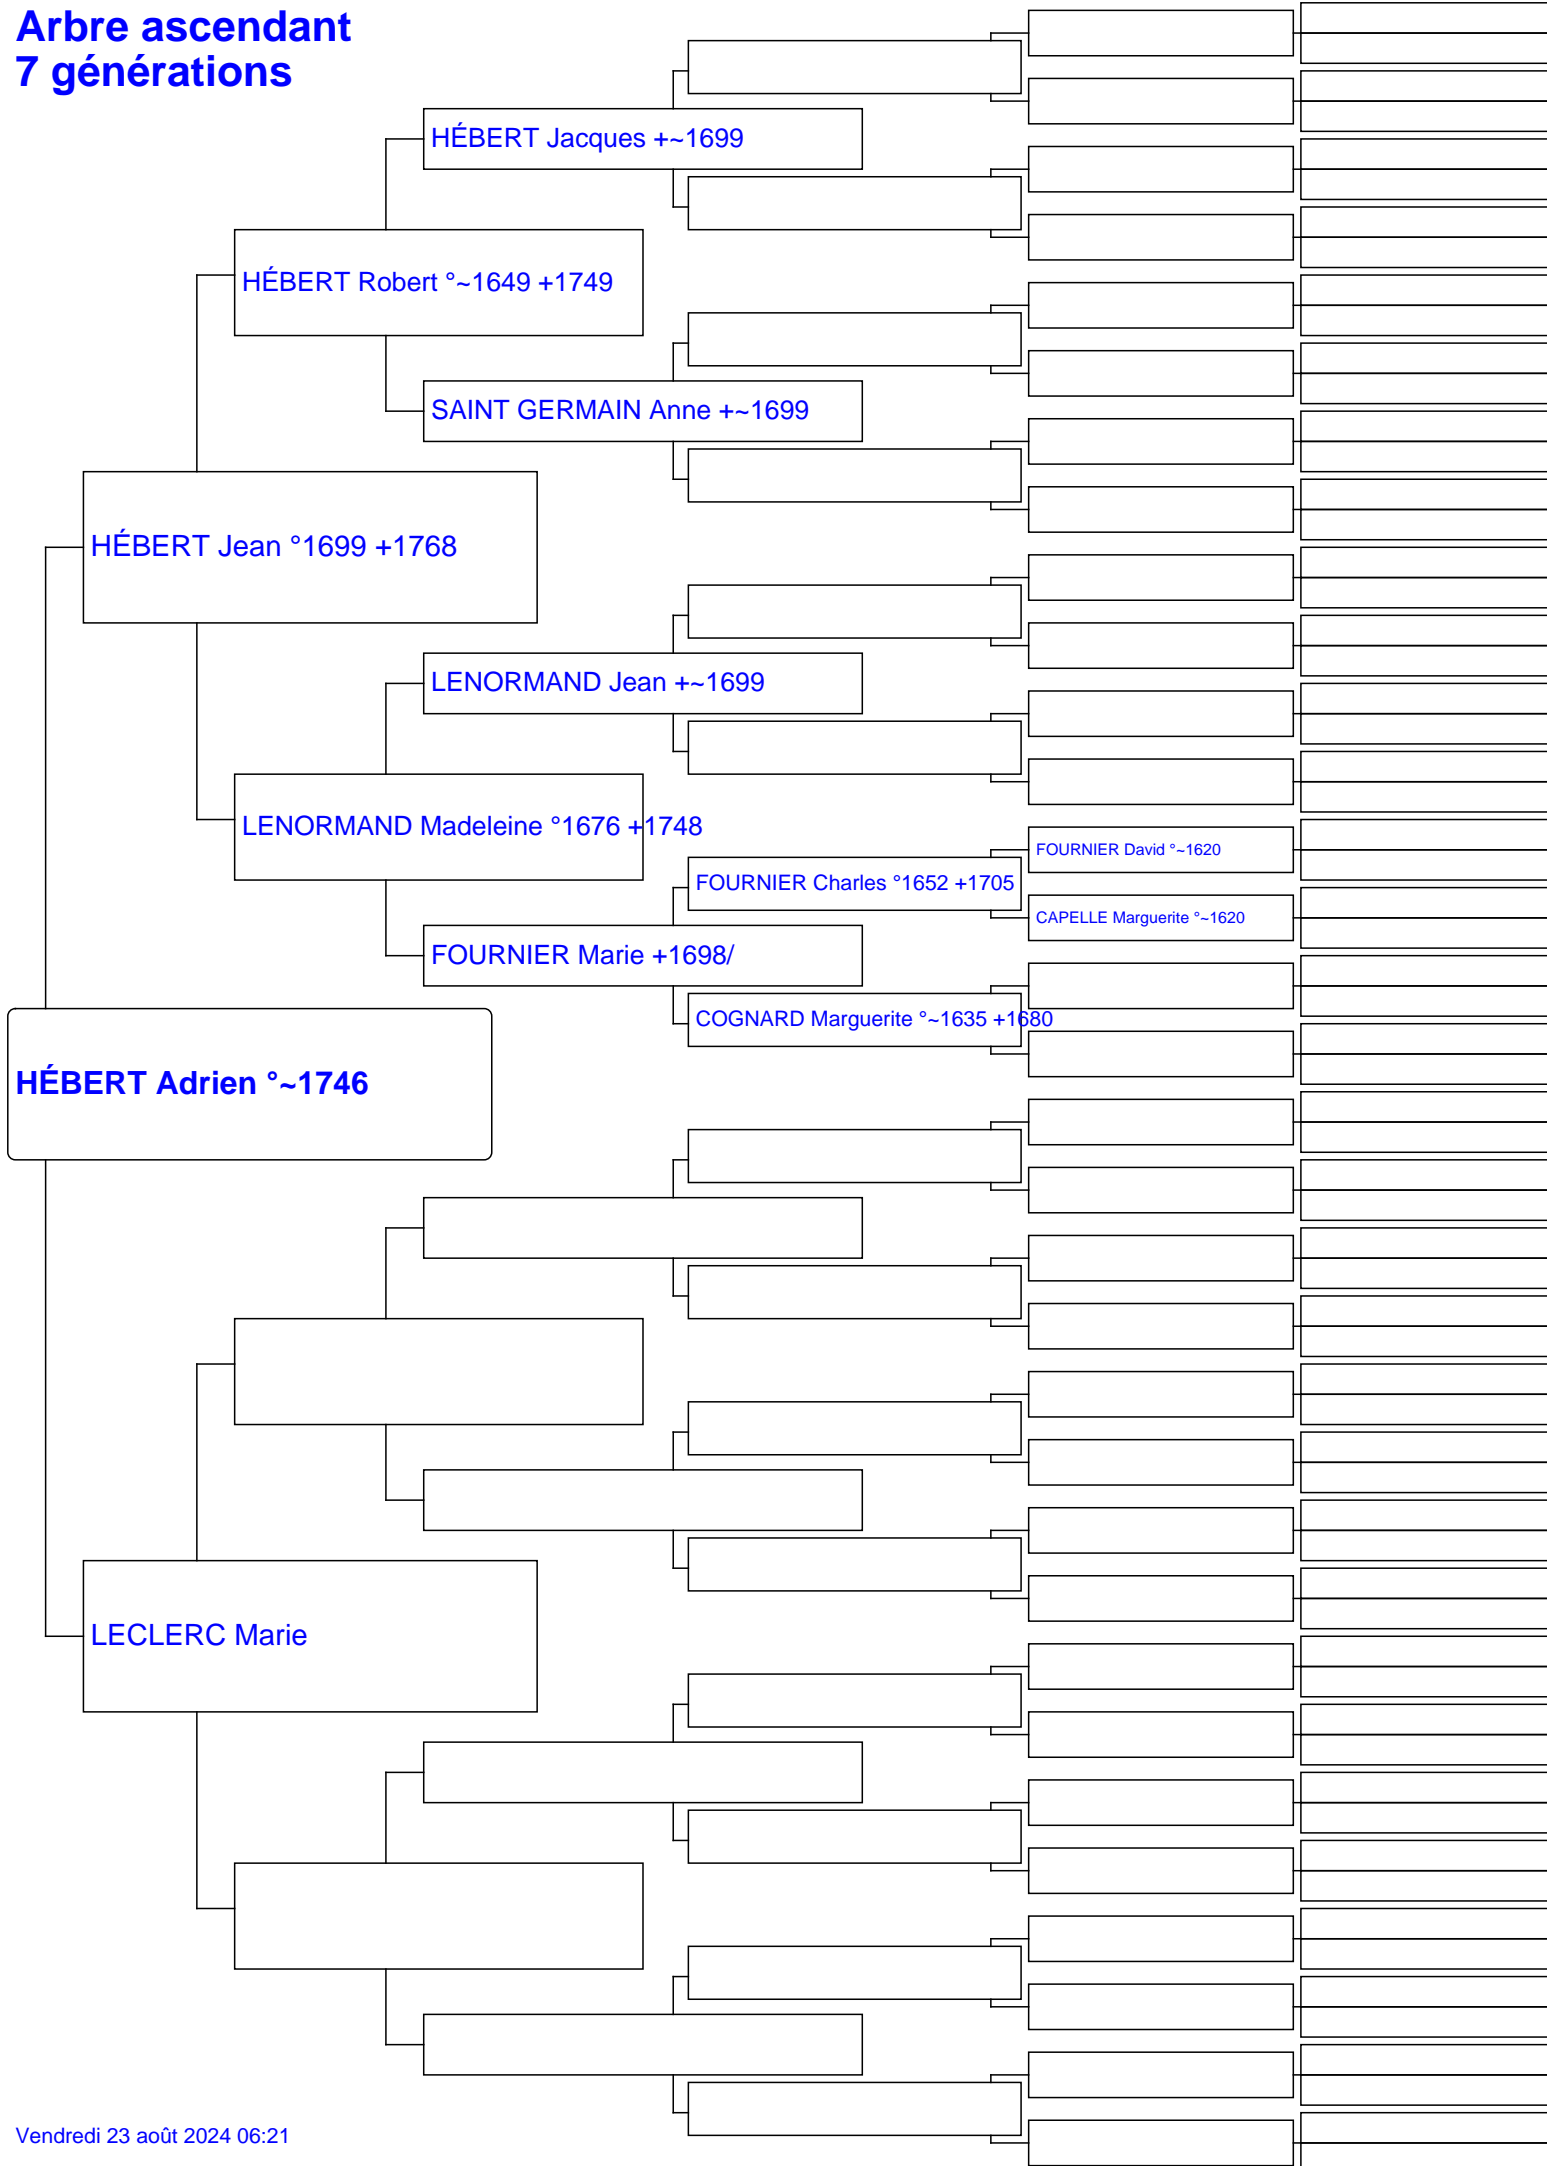 Arbre ascendant
7 générations
HÉBERT Jacques +~1699
HÉBERT Robert °~1649 +1749
SAINT GERMAIN Anne +~1699
HÉBERT Jean °1699 +1768
LENORMAND Jean +~1699
LENORMAND Madeleine °1676 +1748
FOURNIER David °~1620
FOURNIER Charles °1652 +1705
CAPELLE Marguerite °~1620
FOURNIER Marie +1698/
COGNARD Marguerite °~1635 +1680
HÉBERT Adrien °~1746
LECLERC Marie
Vendredi 23 août 2024 06:21